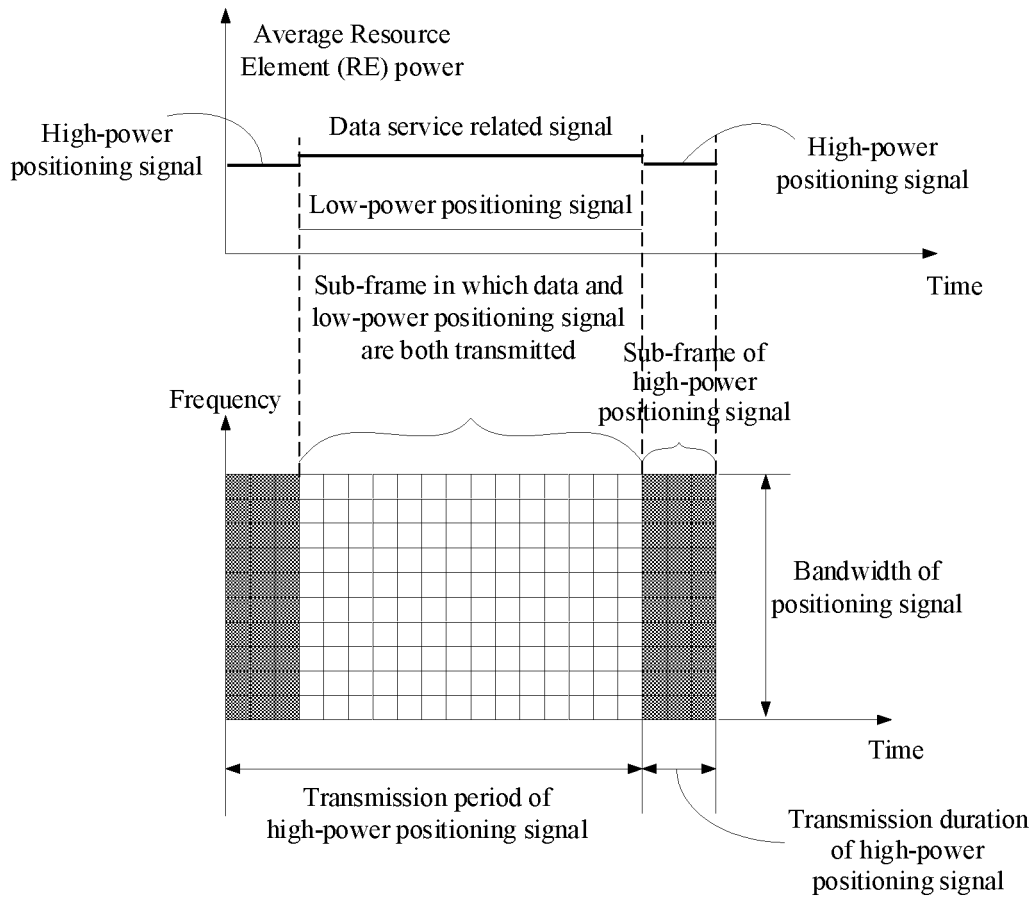 Average Resource
Element (RE) power
High-power
positioning signal
Data service related signal
High-power
positioning signal
Low-power positioning signal
Time
Sub-frame in which data and
low-power positioning signal
are both transmitted
Sub-frame of
high-power
positioning signal
Frequency
Bandwidth of
positioning signal
Time
Transmission period of
high-power positioning signal
Transmission duration
of high-power
positioning signal